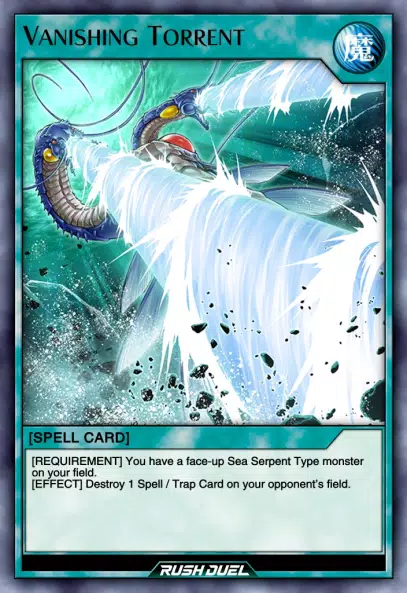 VANISHING TORRENT
魔
[SPELL CARD]
[REQUIREMENT] You have a face-up Sea Serpent Type monster
on your field.
[EFFECT] Destroy 1 Spell / Trap Card on your opponent's field.
RUSH DUEL